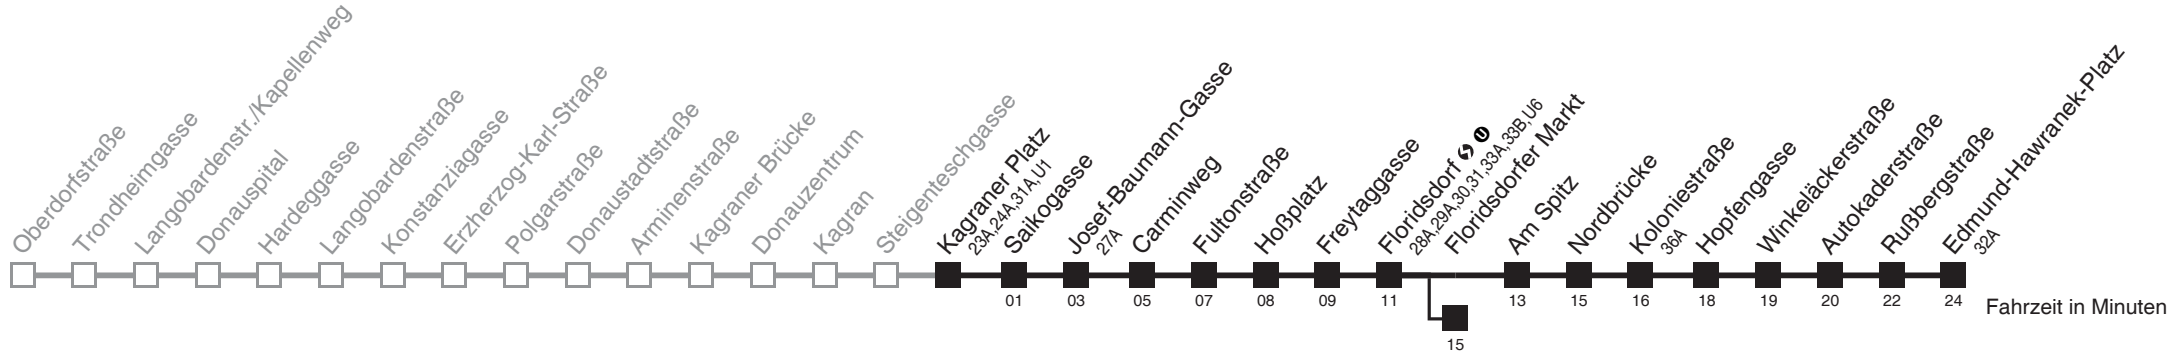 Oberdorfstraße
Trondheimgasse
Langobardenstr./Kapellenweg
Donauspital
Hardeggasse
Langobardenstraße
Konstanziagasse
Erzherzog-Karl-Straße
Polgarstraße
Donaustadtstraße
Arminenstraße
Kagraner Brücke
Donauzentrum
Kagran
Steigenteschgasse
Kagraner Platz
23A,24A,31A,U1
Saikogasse
Josef-Baumann-Gasse
27A
Carminweg
Fultonstraße
Hoßplatz
Freytaggasse
Floridsdorf S U
28A,29A,30,31,33A,33B,U6
Floridsdorfer Markt
Am Spitz
Nordbrücke
Koloniestraße
36A
Hopfengasse
Winkeläckerstraße
Autokaderstraße
Rußbergstraße
Edmund-Hawranek-Platz
32A
01 03 05 07 08 09 11 13 15 16 18 19 20 22 24 Fahrzeit in Minuten
15